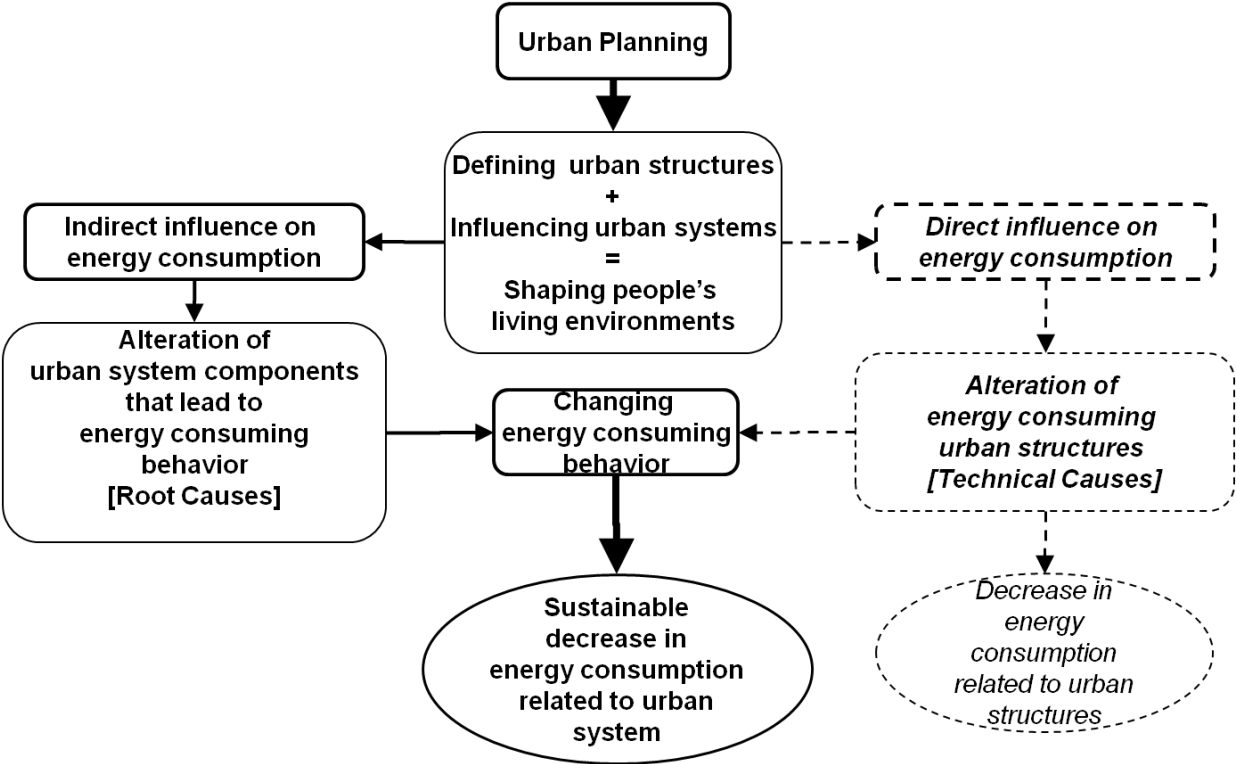 Urban Planning
Defining urban structures
+
Influencing urban systems
=
Shaping people’s
living environments
Indirect influence on
energy consumption
Direct influence on
energy consumption
Alteration of
urban system components
that lead to
energy consuming
behavior
[Root Causes]
Changing
energy consuming
behavior
Alteration of
energy consuming
urban structures
[Technical Causes]
Sustainable
decrease in
energy consumption
related to urban
system
Decrease in
energy
consumption
related to urban
structures